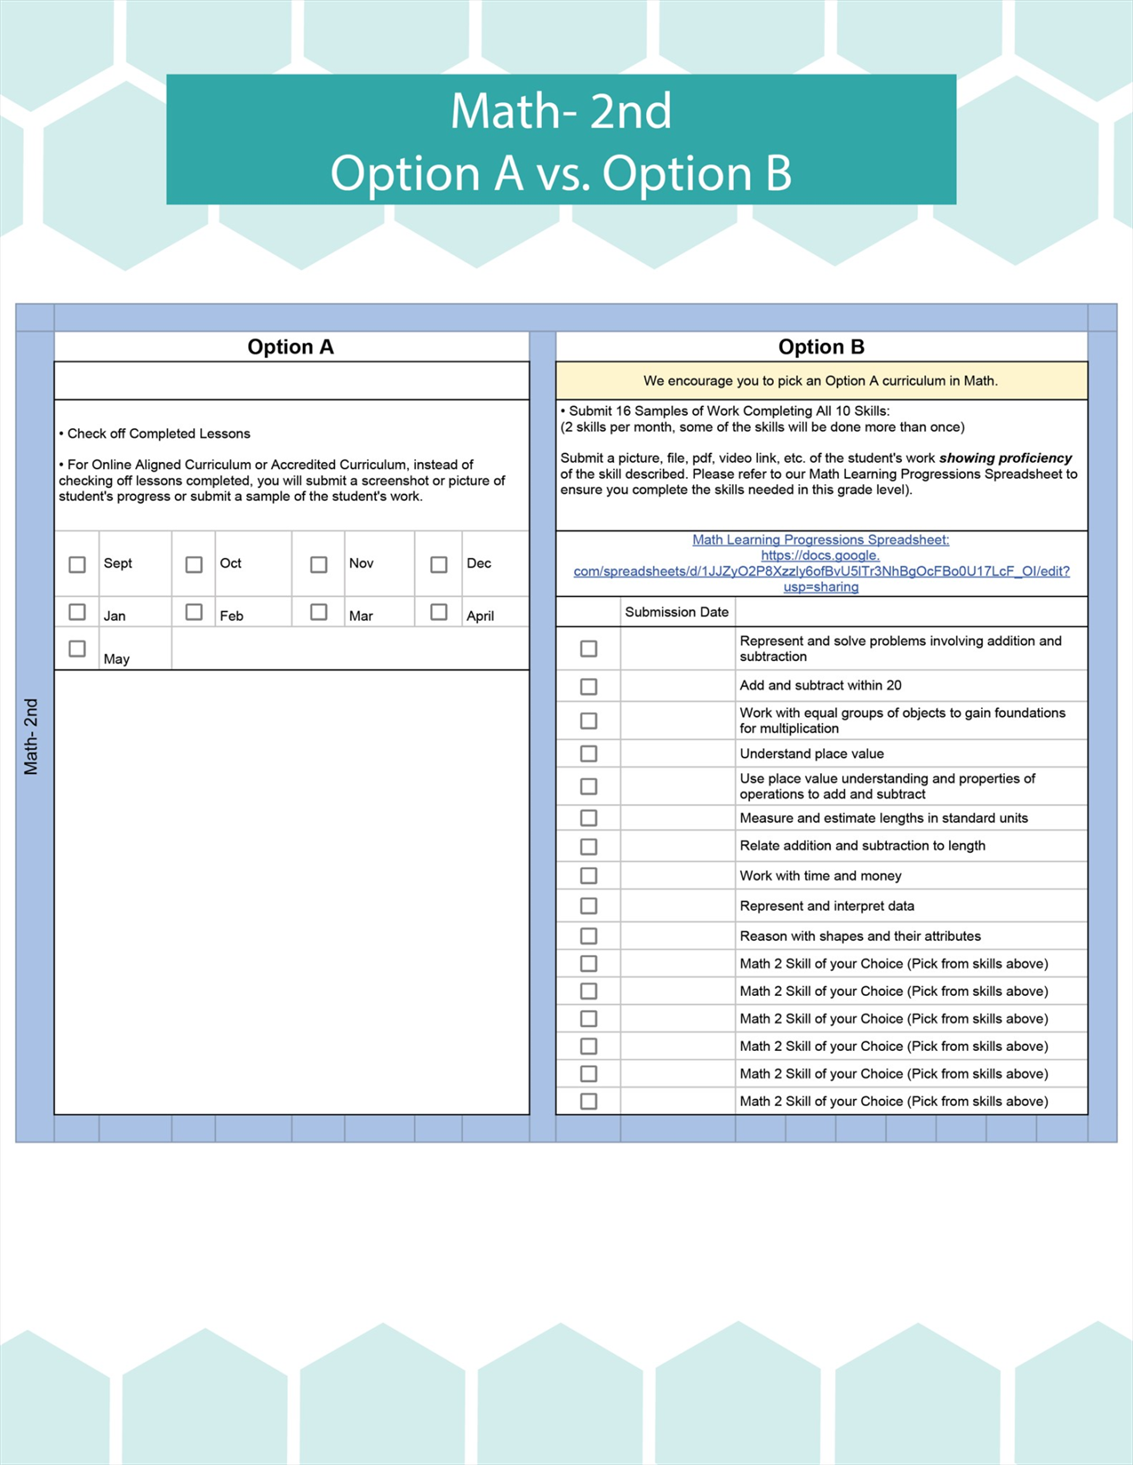 Math- 2nd
Option A vs. Option B
Math- 2nd
Option A
• Check off Completed Lessons
• For Online Aligned Curriculum or Accredited Curriculum, instead of
checking off lessons completed, you will submit a screenshot or picture of
student's progress or submit a sample of the student's work.
Sept Oct Nov Dec
Jan Feb Mar April
May
Option B
We encourage you to pick an Option A curriculum in Math.
• Submit 16 Samples of Work Completing All 10 Skills:
(2 skills per month, some of the skills will be done more than once)
Submit a picture, file, pdf, video link, etc. of the student's work showing proficiency
of the skill described. Please refer to our Math Learning Progressions Spreadsheet to
ensure you complete the skills needed in this grade level).
Math Learning Progressions Spreadsheet:
https://docs.google.
com/spreadsheets/d/1JJZyO2P8Xzzly6ofBvU5lTr3NhBgOcFBo0U17LcF_OI/edit?
usp=sharing
Submission Date
Represent and solve problems involving addition and
subtraction
Add and subtract within 20
Work with equal groups of objects to gain foundations
for multiplication
Understand place value
Use place value understanding and properties of
operations to add and subtract
Measure and estimate lengths in standard units
Relate addition and subtraction to length
Work with time and money
Represent and interpret data
Reason with shapes and their attributes
Math 2 Skill of your Choice (Pick from skills above)
Math 2 Skill of your Choice (Pick from skills above)
Math 2 Skill of your Choice (Pick from skills above)
Math 2 Skill of your Choice (Pick from skills above)
Math 2 Skill of your Choice (Pick from skills above)
Math 2 Skill of your Choice (Pick from skills above)